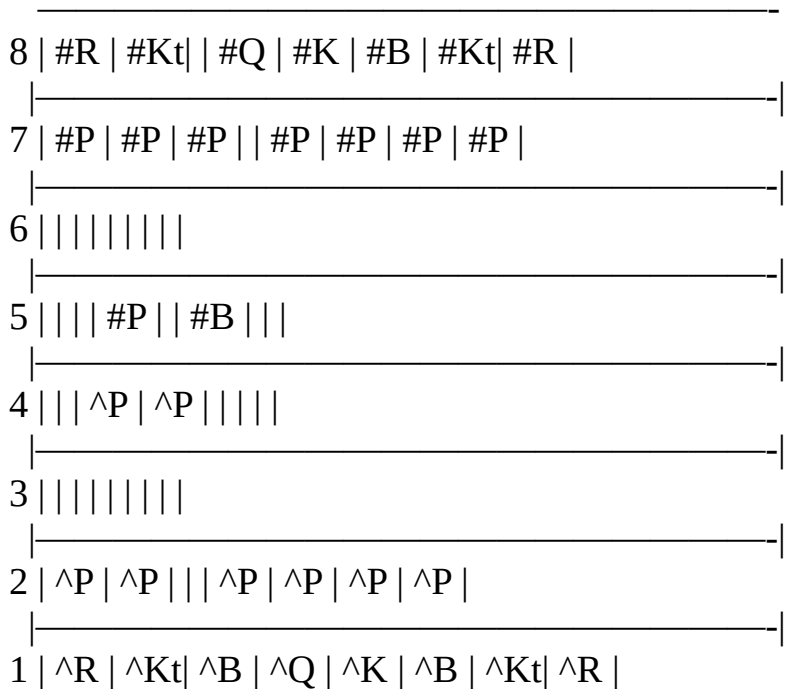 ————————————————————-
8 | #R | #Kt| | #Q | #K | #B | #Kt| #R |
|————————————————————-|
7 | #P | #P | #P | | #P | #P | #P | #P |
|————————————————————-|
6 | | | | | | | | |
|————————————————————-|
5 | | | | #P | | #B | | |
|————————————————————-|
4 | | | ^P | ^P | | | | |
|————————————————————-|
3 | | | | | | | | |
|————————————————————-|
2 | ^P | ^P | | | ^P | ^P | ^P | ^P |
|————————————————————-|
1 | ^R | ^Kt| ^B | ^Q | ^K | ^B | ^Kt| ^R |